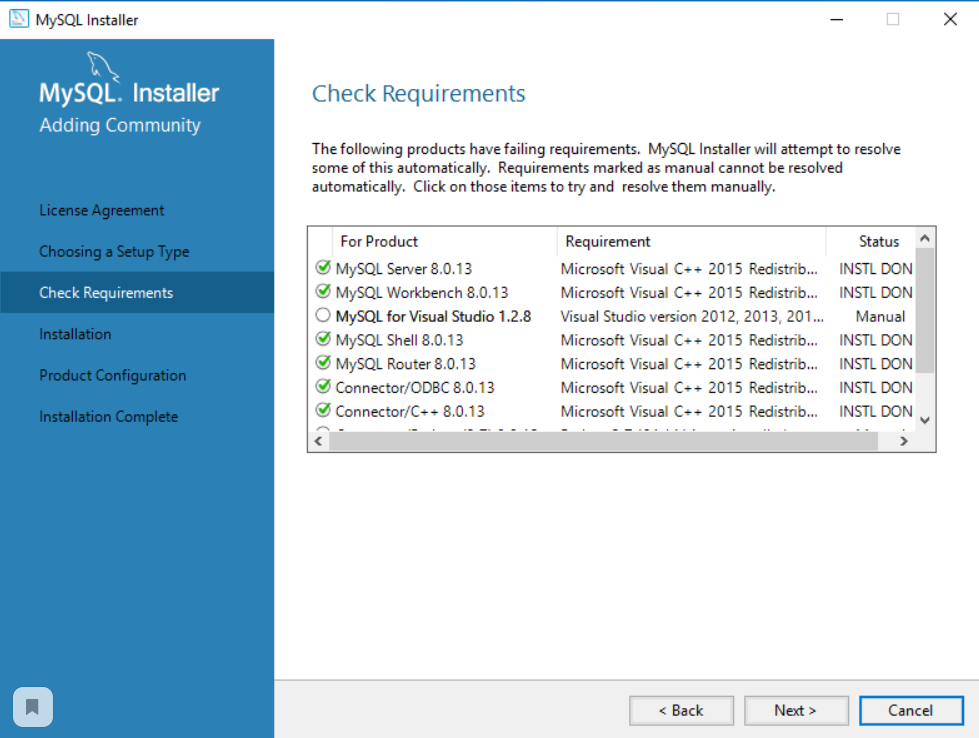 MySQL Installer
MySQL. Installer
Adding Community
License Agreement
Choosing a Setup Type
Check Requirements
Installation
Product Configuration
Installation Complete
Check Requirements
The following products have failing requirements. MySQL Installer will attempt to resolve
some of this automatically. Requirements marked as manual cannot be resolved
automatically. Click on those items to try and resolve them manually.
For Product Requirement Status
MySQL Server 8.0.13 Microsoft Visual C++ 2015 Redistrib... INSTL DON
MySQL Workbench 8.0.13 Microsoft Visual C++ 2015 Redistrib... INSTL DON
MySQL for Visual Studio 1.2.8 Visual Studio version 2012, 2013, 201... Manual
MySQL Shell 8.0.13 Microsoft Visual C++ 2015 Redistrib... INSTL DON
MySQL Router 8.0.13 Microsoft Visual C++ 2015 Redistrib... INSTL DON
Connector/ODBC 8.0.13 Microsoft Visual C++ 2015 Redistrib... INSTL DON
Connector/C++ 8.0.13 Microsoft Visual C++ 2015 Redistrib... INSTL DON
< Back Next > Cancel